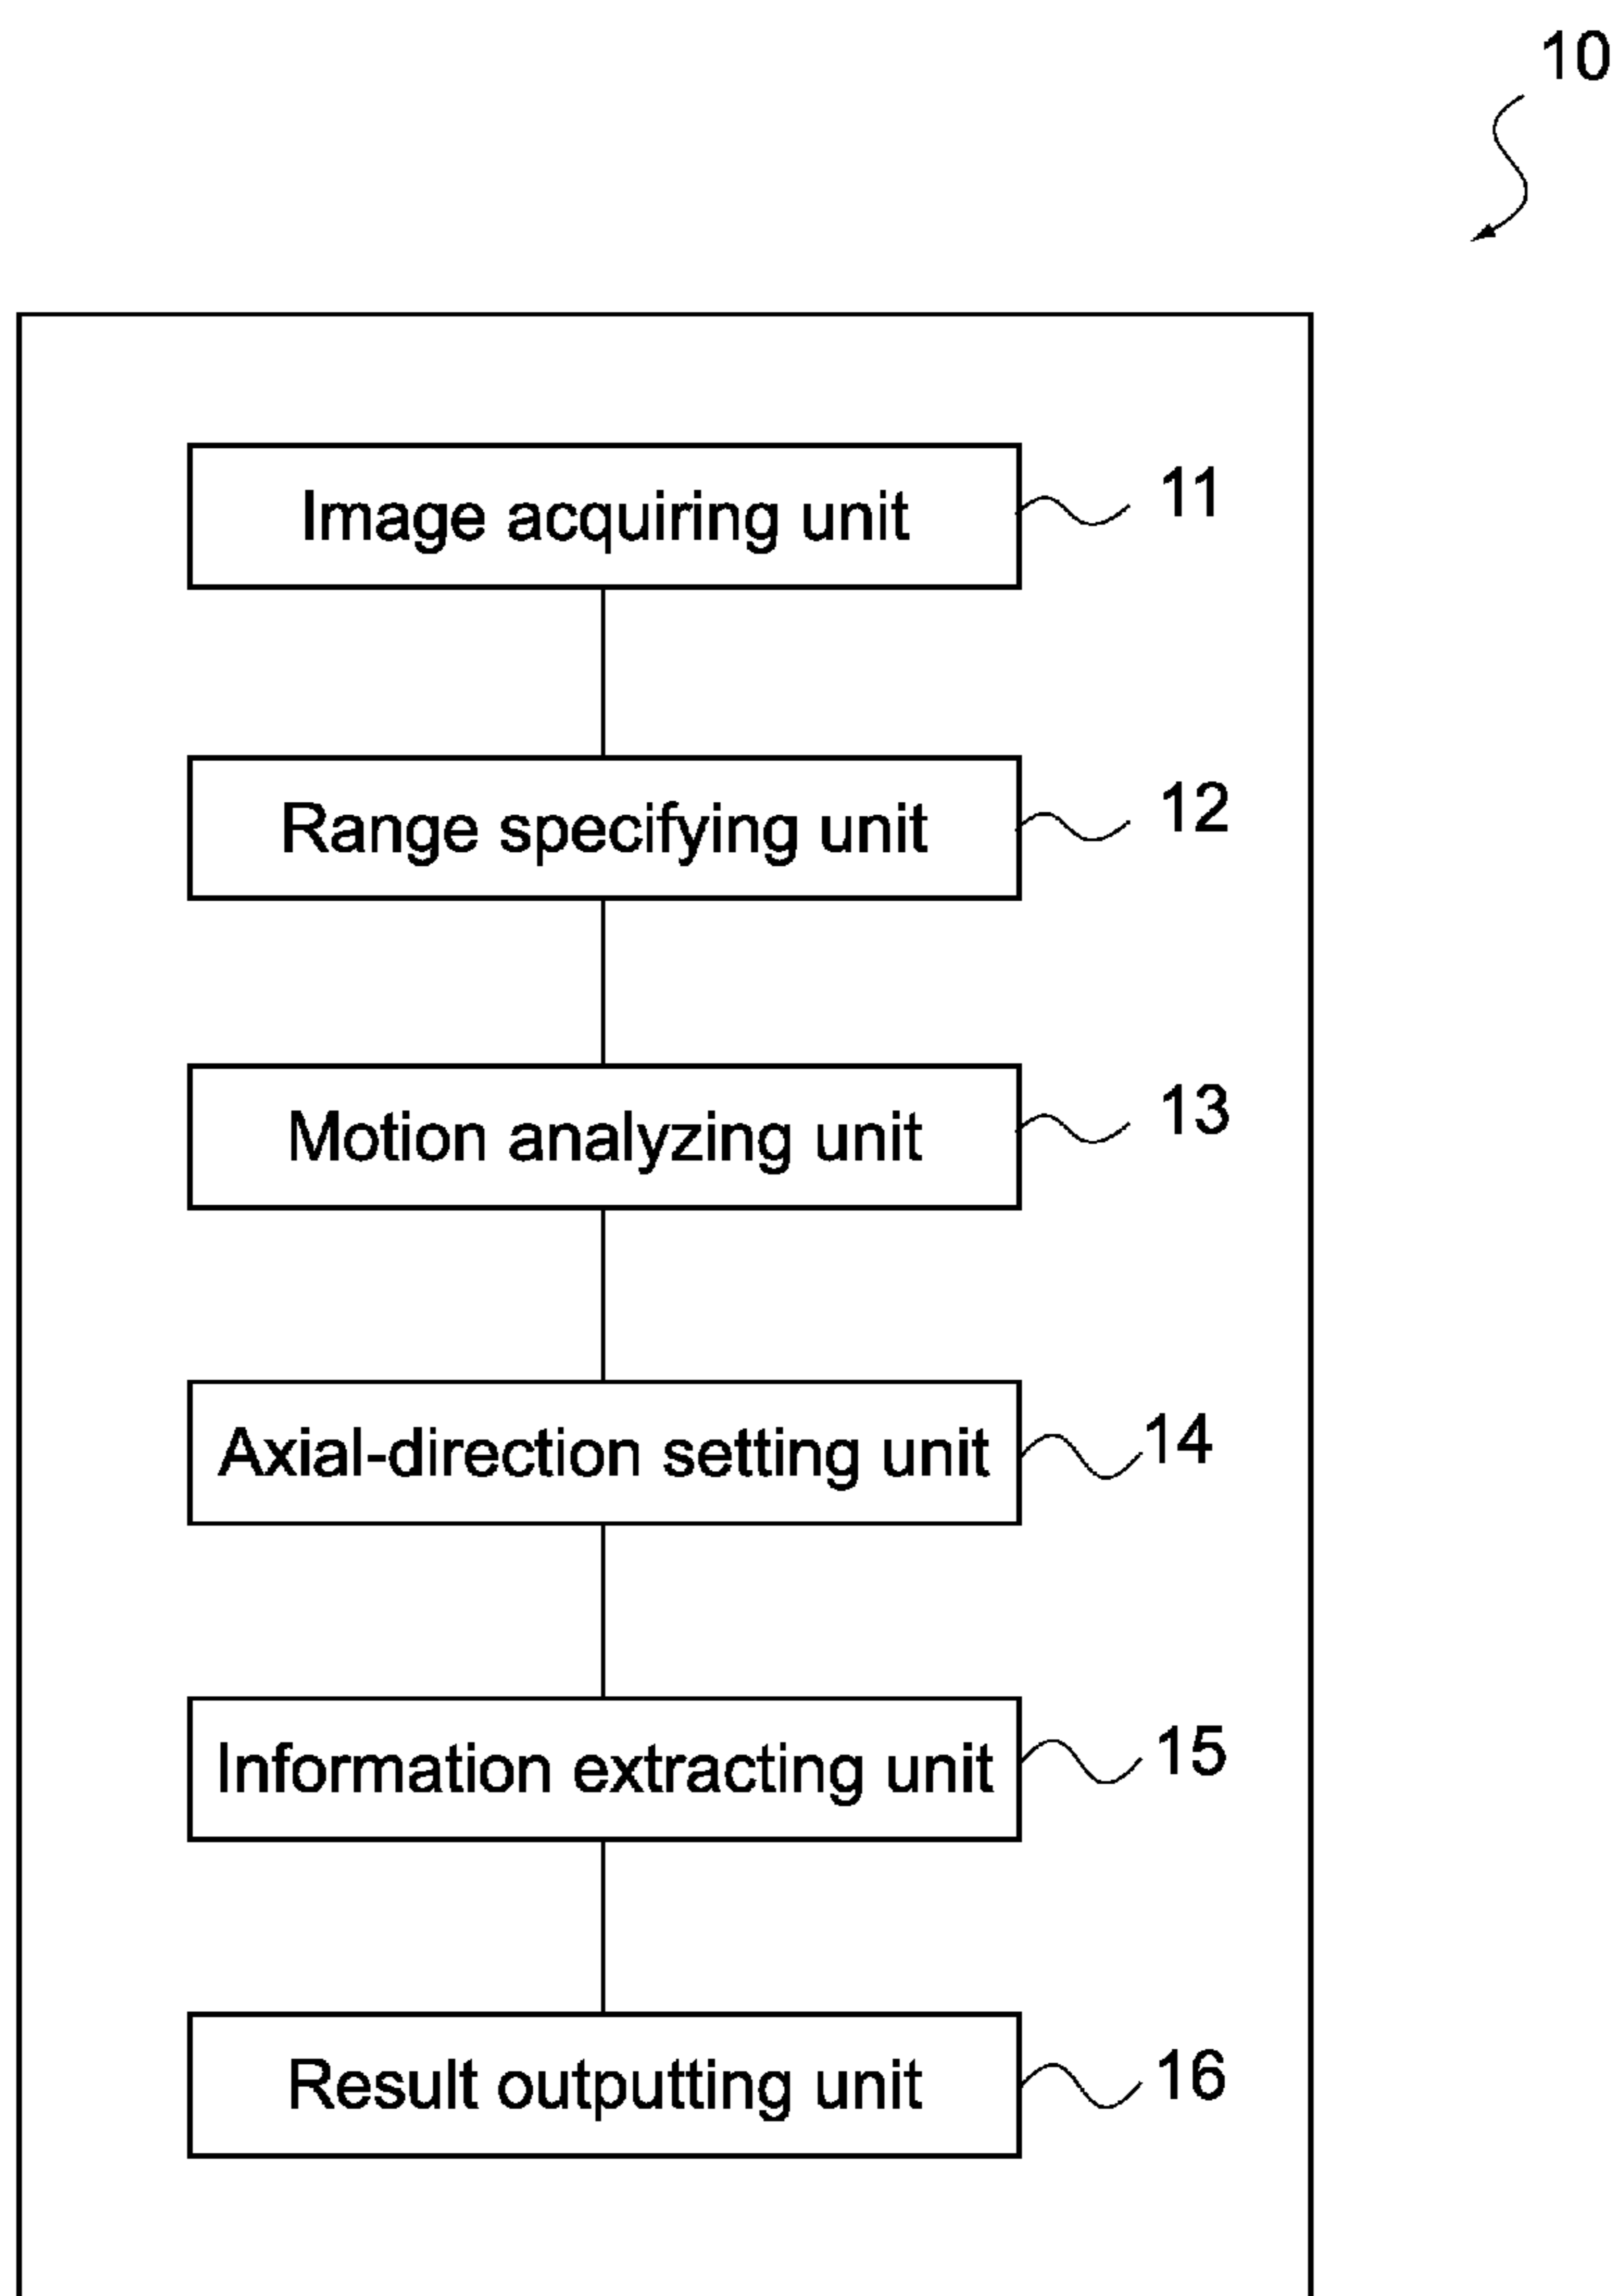 10
Image acquiring unit
11
Range specifying unit
12
Motion analyzing unit
13
Axial-direction setting unit
14
Information extracting unit
15
Result outputting unit
16